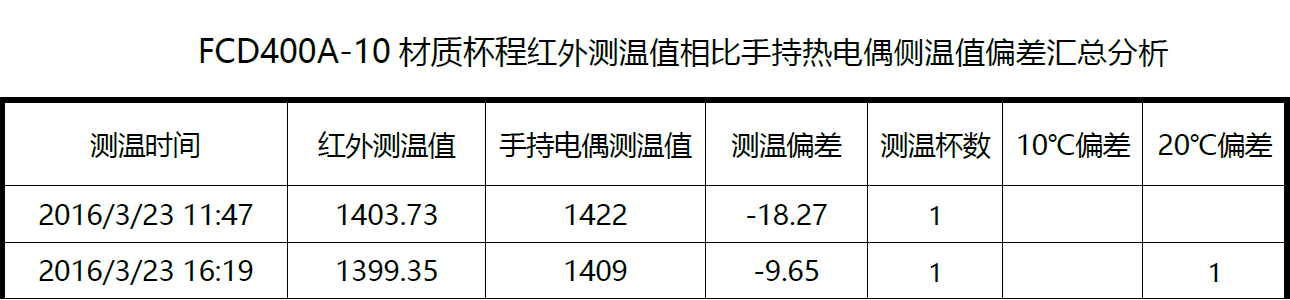 FCD400A-10 材质杯程红外测温值相比手持热电偶侧温值偏差汇总分析
测温时间 红外测温值 手持电偶测温值 测温偏差 测温杯数 10℃偏差 20℃偏差
2016/3/23 11:47 1403.73 1422 -18.27 1
2016/3/23 16:19 1399.35 1409 -9.65 1 1